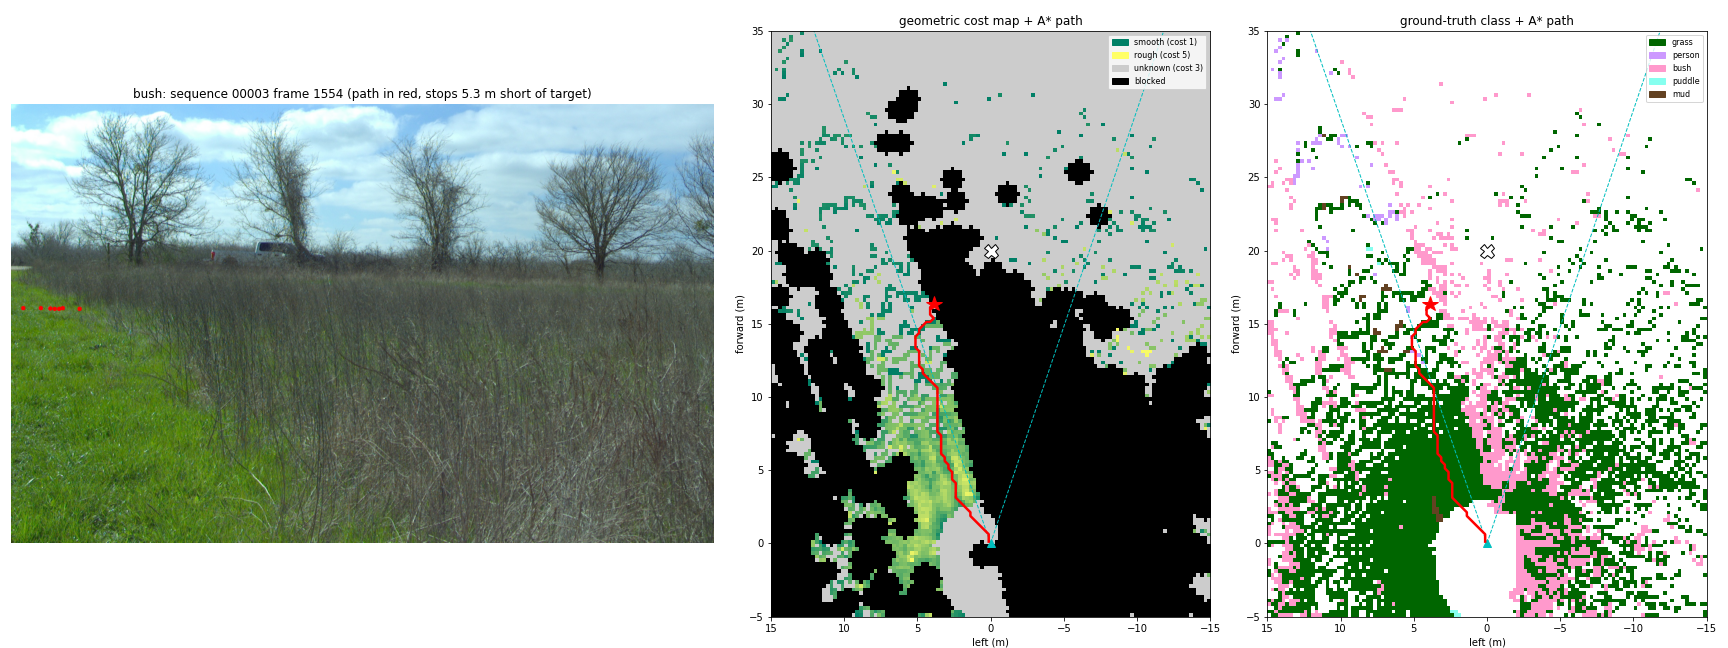 bush: sequence 00003 frame 1554 (path in red, stops 5.3 m short of target)
geometric cost map + A* path
smooth (cost 1)
rough (cost 5)
unknown (cost 3)
blocked
35
30
25
20
15
10
5
0
−5
forward (m)
15
10
5
0
−5
−10
−15
left (m)
ground-truth class + A* path
grass
person
bush
puddle
mud
35
30
25
20
15
10
5
0
−5
forward (m)
15
10
5
0
−5
−10
−15
left (m)